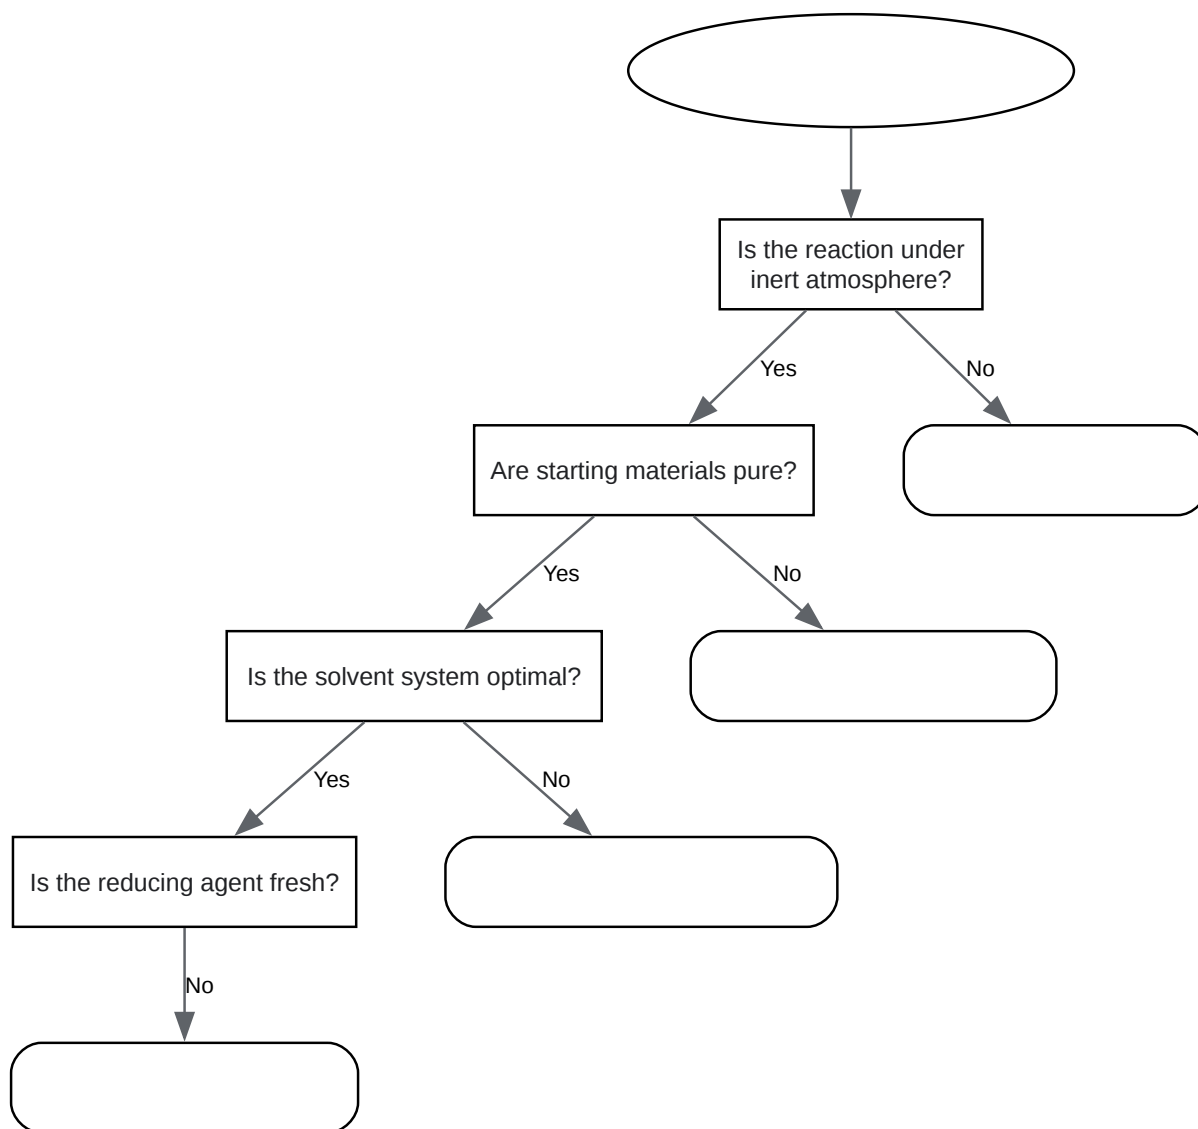 Is the reaction under
inert atmosphere?
Yes
No
Are starting materials pure?
Yes
No
Is the solvent system optimal?
Yes
No
Is the reducing agent fresh?
No